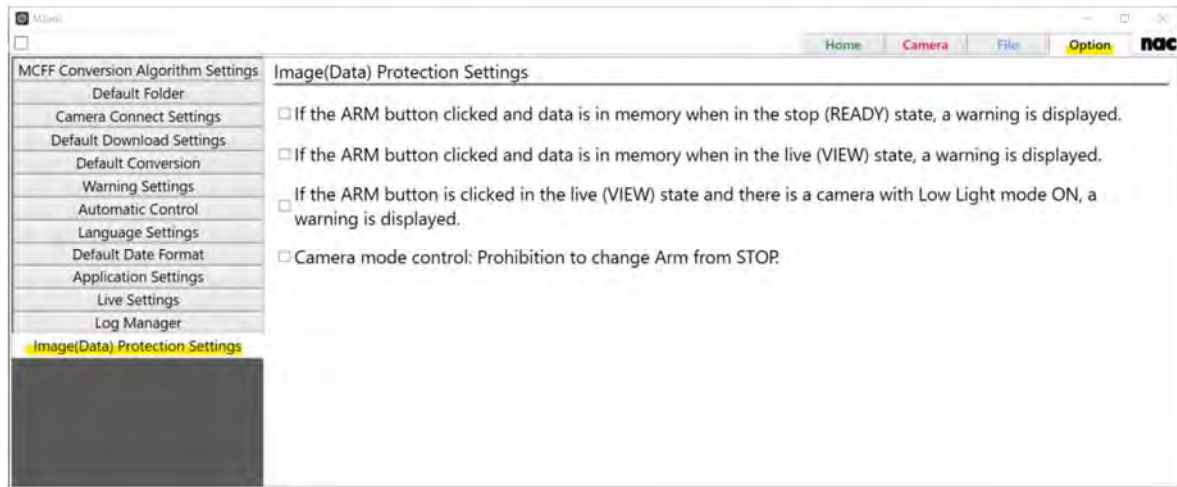 Home Camera File Option nac
MCFF Conversion Algorithm Settings
Default Folder
Camera Connect Settings
Default Download Settings
Default Conversion
Warning Settings
Automatic Control
Language Settings
Default Date Format
Application Settings
Live Settings
Log Manager
Image(Data) Protection Settings
Image(Data) Protection Settings
If the ARM button clicked and data is in memory when in the stop (READY) state, a warning is displayed.
If the ARM button clicked and data is in memory when in the live (VIEW) state, a warning is displayed.
If the ARM button is clicked in the live (VIEW) state and there is a camera with Low Light mode ON, a
warning is displayed.
Camera mode control: Prohibition to change Arm from STOP.